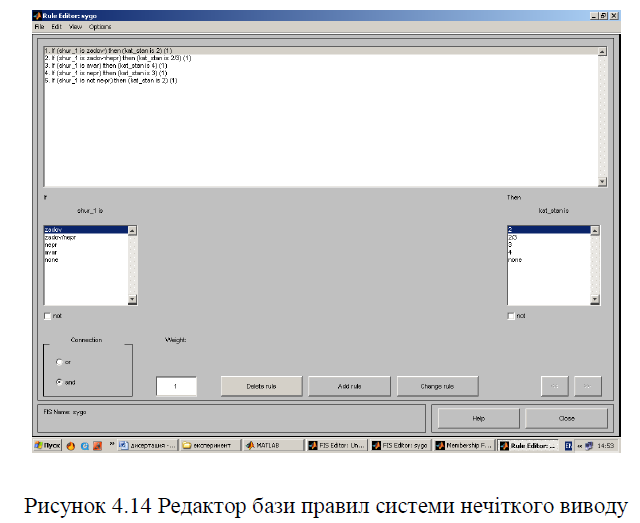 Rule Editor: sygo
File Edit View Options
1. If (shur_1 is zadov) then (kat_stan is 2) (1)
2. If (shur_1 is zadov/nepr) then (kat_stan is 2/3) (1)
3. If (shur_1 is avar) then (kat_stan is 4) (1)
4. If (shur_1 is nepr) then (kat_stan is 3) (1)
5. If (shur_1 is not nepr) then (kat_stan is 2) (1)
If Then
shur_1 is kat_stan is
zadov 2
zadov/nepr 2/3
nepr 3
avar 4
none none
not not
Connection Weight:
or
and 1 Delete rule Add rule Change rule << >>
FIS Name: sygo Help Close
Пуск » дисертация -... експеримент MATLAB FIS Editor: Un... FIS Editor: sygo Membership F... Rule Editor: ... EN « 14:53
Рисунок 4.14 Редактор бази правил системи нечіткого виводу